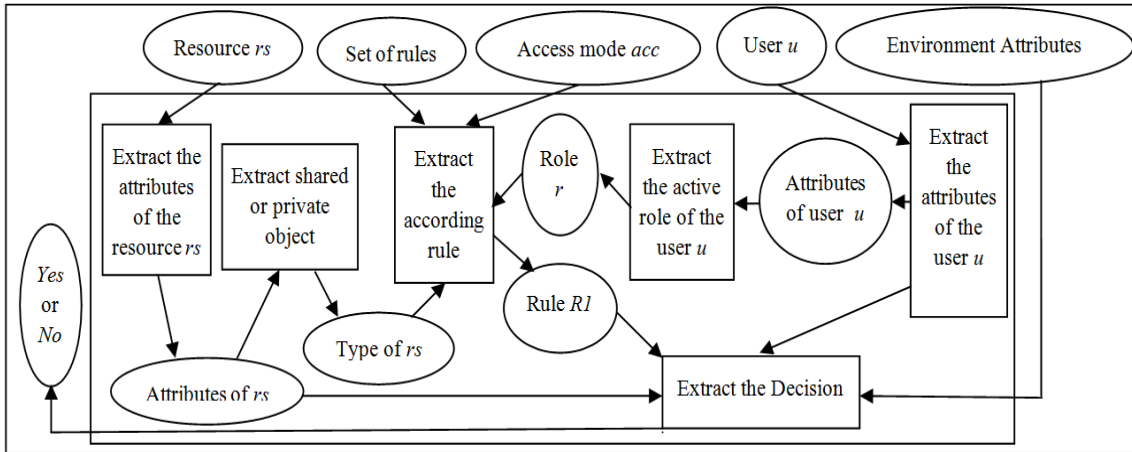 Resource rs
Set of rules
Access mode acc
User u
Environment Attributes
Extract the
attributes
of the
resource rs
Extract shared
or private
object
Extract
the
according
rule
Role
r
Extract
the active
role of the
user u
Attributes
of user u
Extract
the
attributes
of the
user u
Yes
or
No
Rule R1
Type of rs
Attributes of rs
Extract the Decision